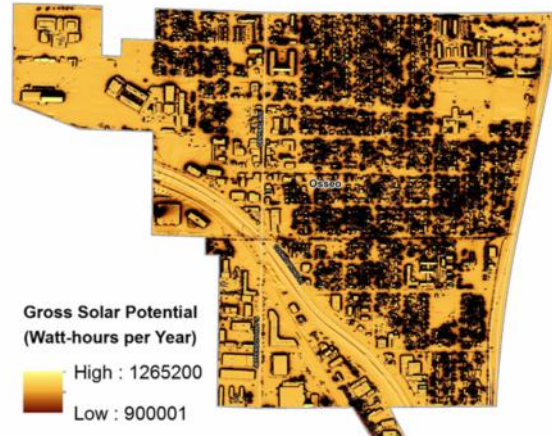 Osseo
Gross Solar Potential
(Watt-hours per Year)
High : 1265200
Low : 900001